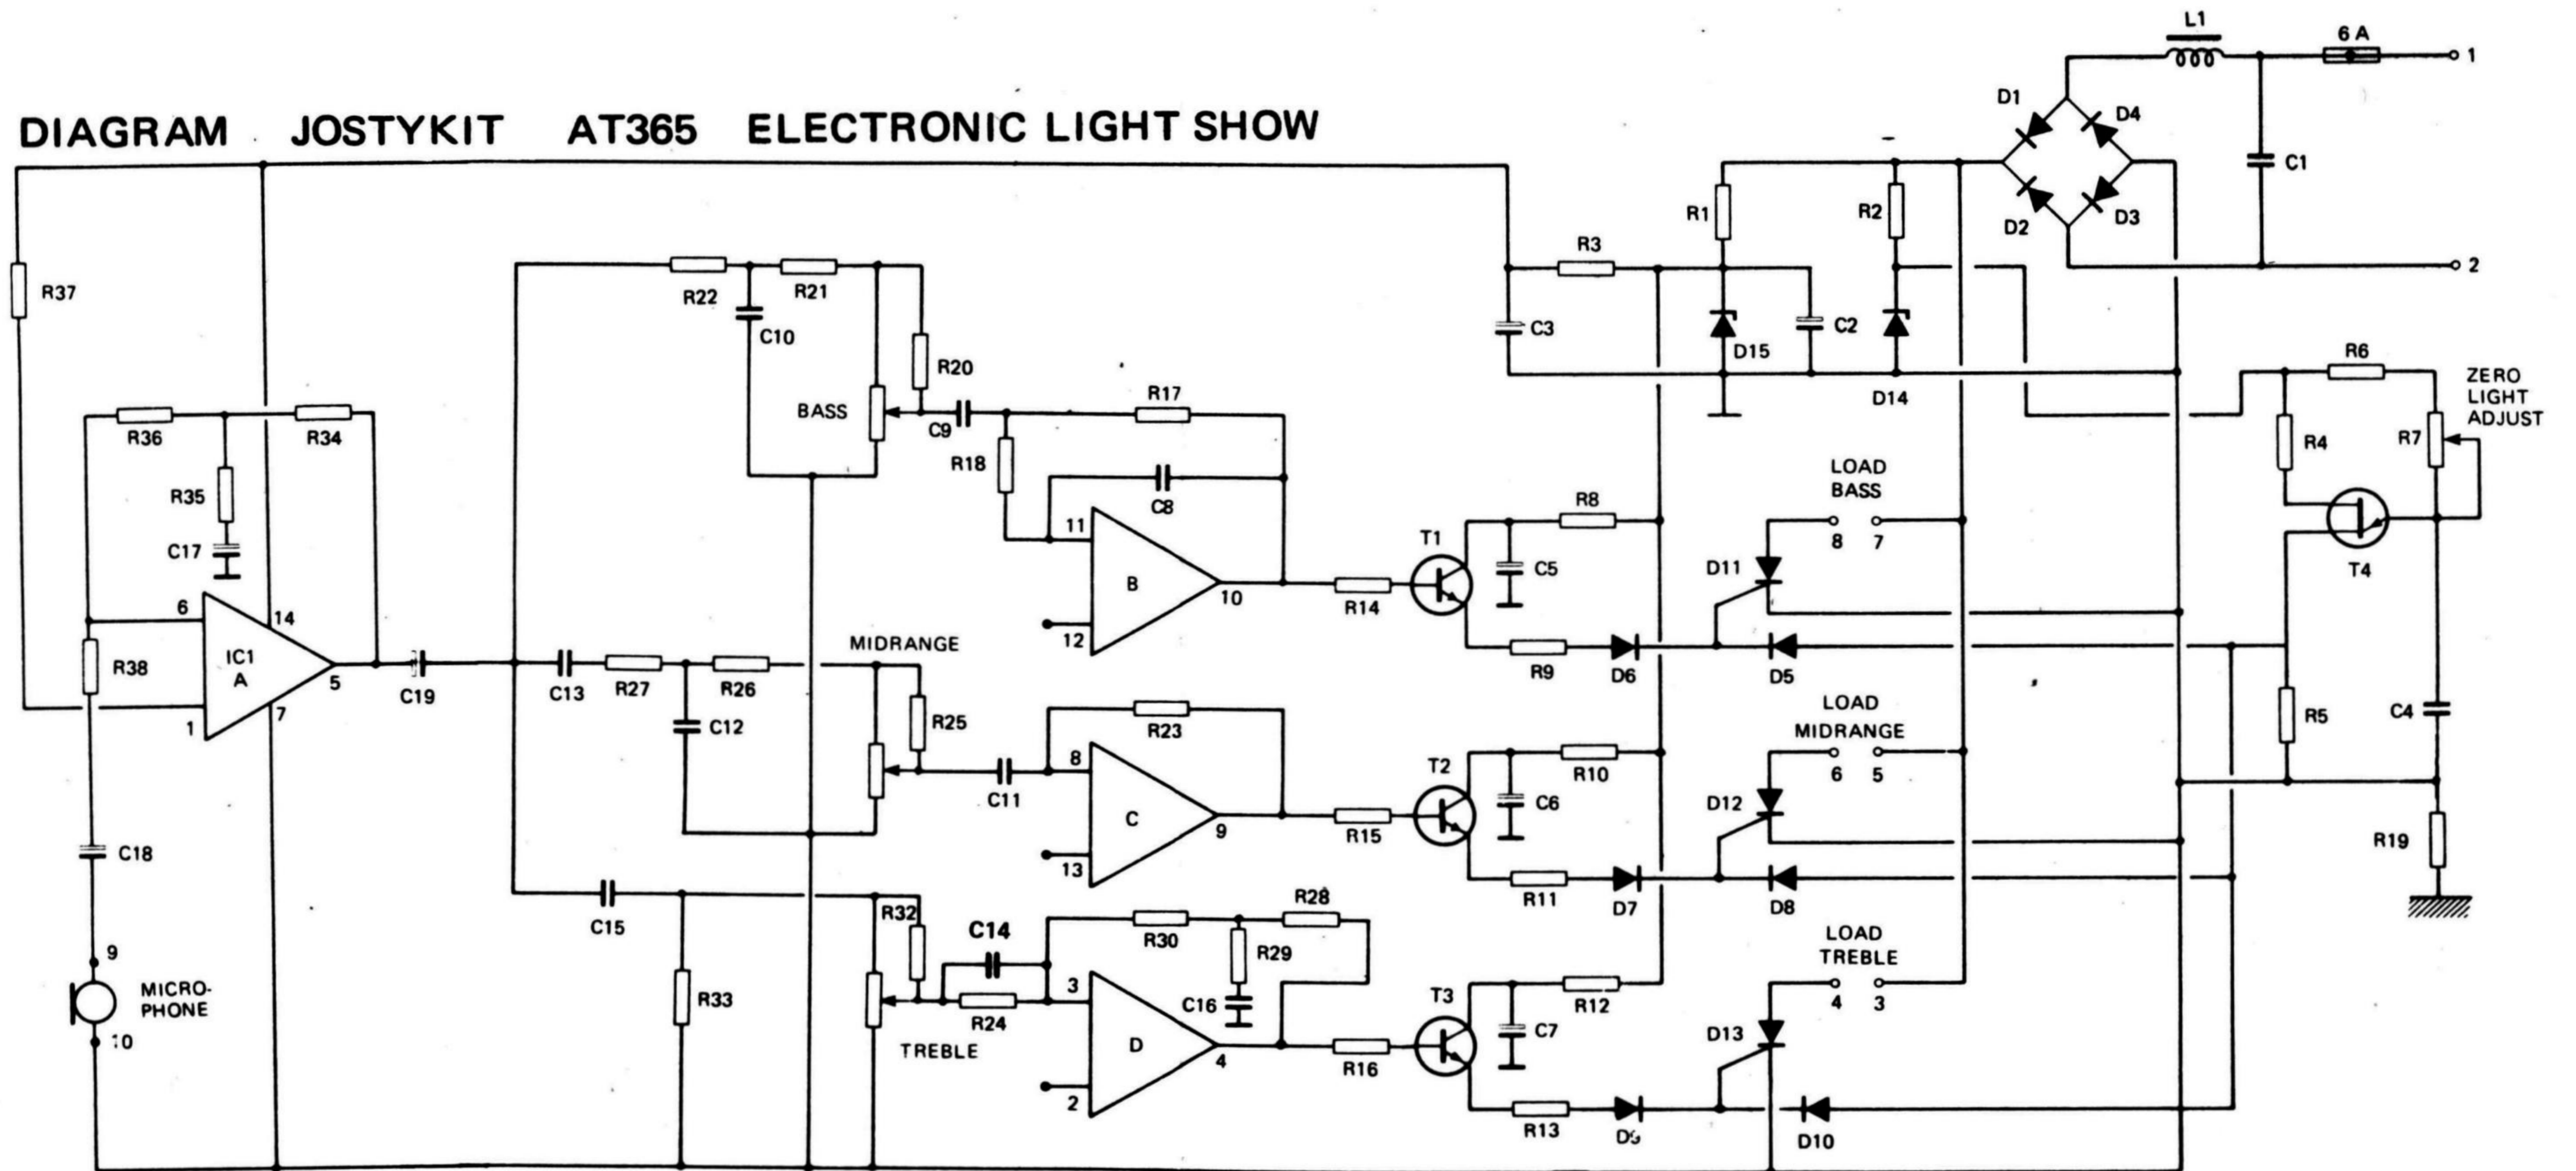 DIAGRAM JOSTYKIT AT365 ELECTRONIC LIGHT SHOW
L1
6 A
1
D1
D4
C1
D2
D3
2
R1
R2
R3
C3
D15
C2
D14
R37
R22
R21
C10
R20
BASS
C9
R17
R18
C8
R36
R34
R35
C17
R6
ZERO
LIGHT
ADJUST
R4
R7
T4
11
B
10
12
T1
R14
R8
C5
R9
D6
D5
LOAD
BASS
8 7
D11
6
14
IC1
A
5
1
7
R38
C19
C13
R27
R26
MIDRANGE
C12
R25
C11
R23
8
C
9
13
T2
R15
R10
C6
R11
D7
D8
LOAD
MIDRANGE
6 5
D12
R5
C4
R19
C18
9
MICRO-
PHONE
10
C15
R33
R32
TREBLE
C14
R24
R30
R28
R29
C16
3
D
4
2
T3
R16
R12
C7
R13
D9
D10
LOAD
TREBLE
4 3
D13